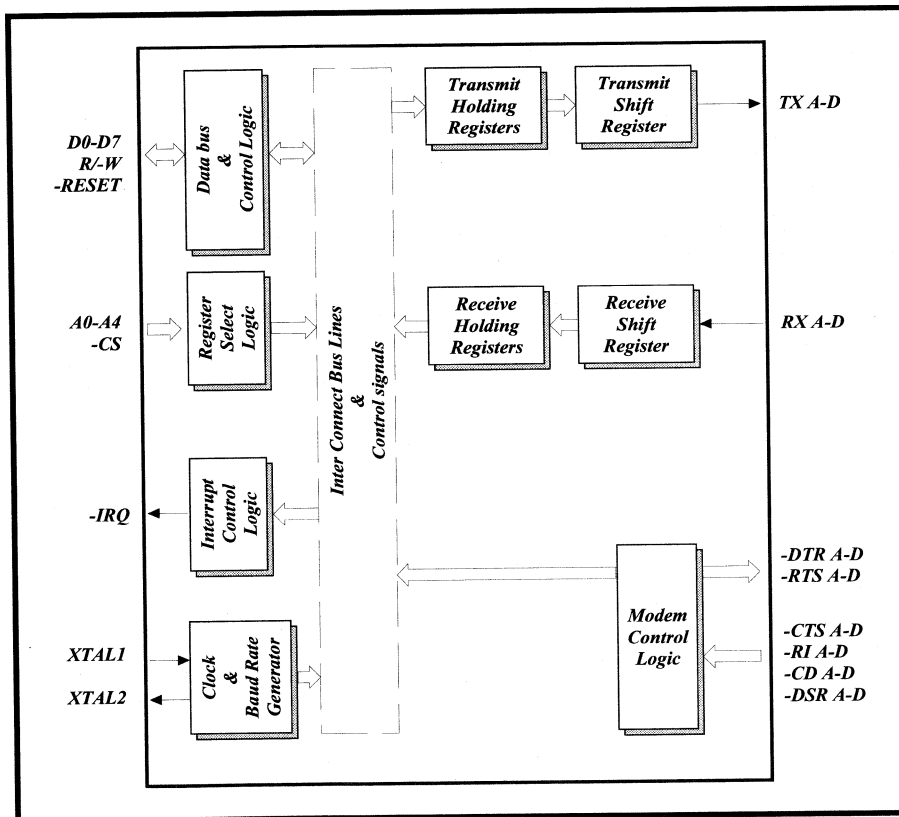 D0-D7
R/-W
-RESET
A0-A4
-CS
-IRQ
XTAL1
XTAL2
Data bus
&
Control Logic
Register
Select
Logic
Interrupt
Control
Logic
Clock
&
Baud Rate
Generator
Inter Connect Bus Lines
&
Control signals
Transmit
Holding
Registers
Transmit
Shift
Register
Receive
Holding
Registers
Receive
Shift
Register
Modem
Control
Logic
TX A-D
RX A-D
-DTR A-D
-RTS A-D
-CTS A-D
-RI A-D
-CD A-D
-DSR A-D